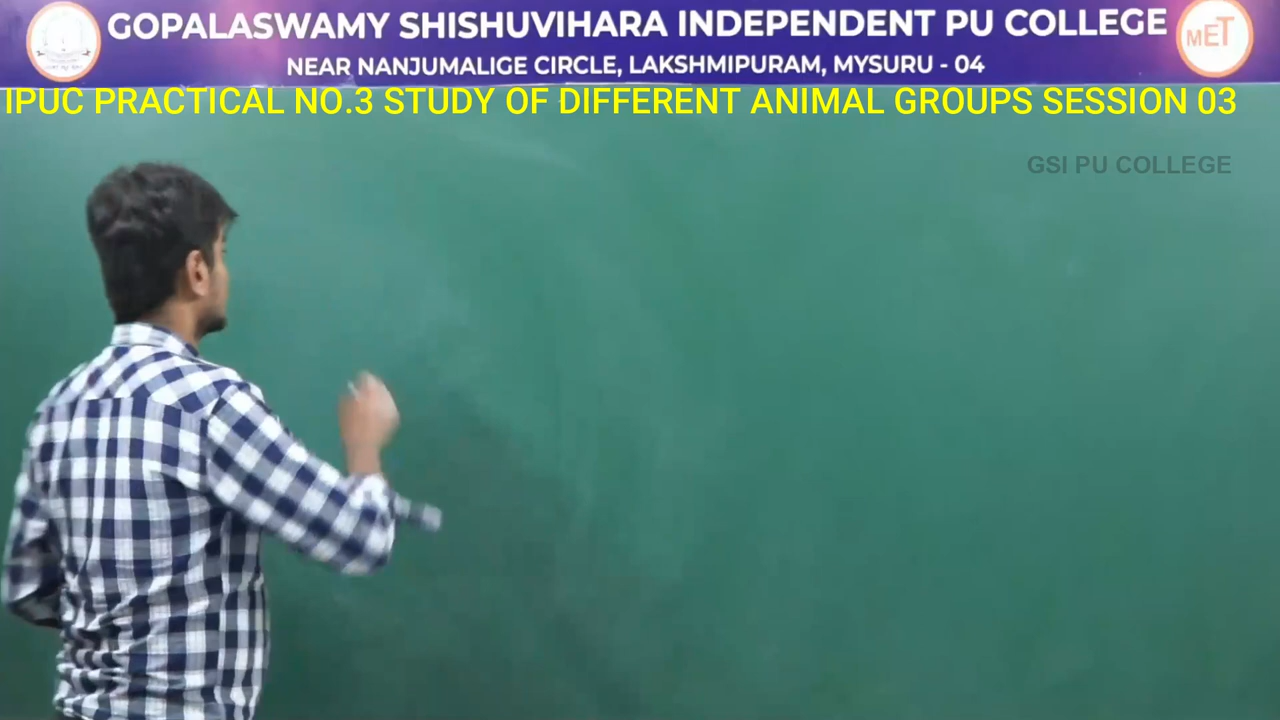 GOPALASWAMY SHISHUVIHARA INDEPENDENT PU COLLEGE
NEAR NANJUMALIGE CIRCLE, LAKSHMIPURAM, MYSURU - 04
MET
IPUC PRACTICAL NO.3 STUDY OF DIFFERENT ANIMAL GROUPS SESSION 03
GSI PU COLLEGE